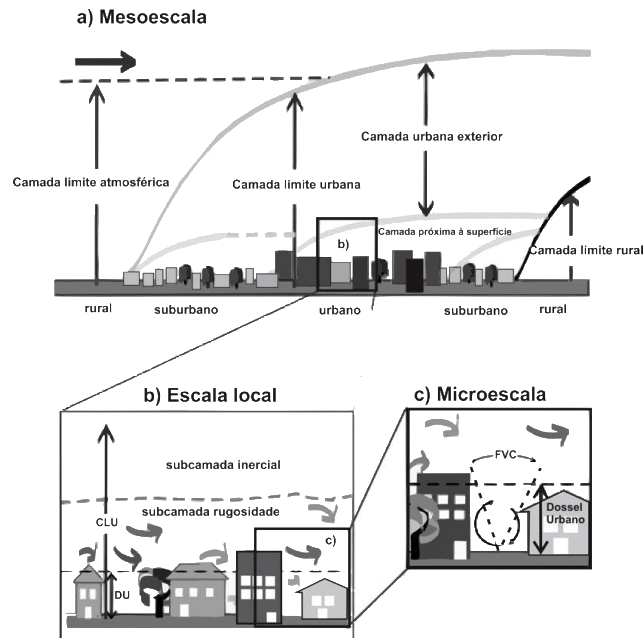 a) Mesoescala
Camada urbana exterior
Camada limite atmosférica
Camada limite urbana
b)
Camada próxima à superfície
Camada limite rural
rural
suburbano
urbano
suburbano
rural
b) Escala local
subcamada inercial
subcamada rugosidade
CLU
c)
DU
c) Microescala
FVC
Dossel
Urbano